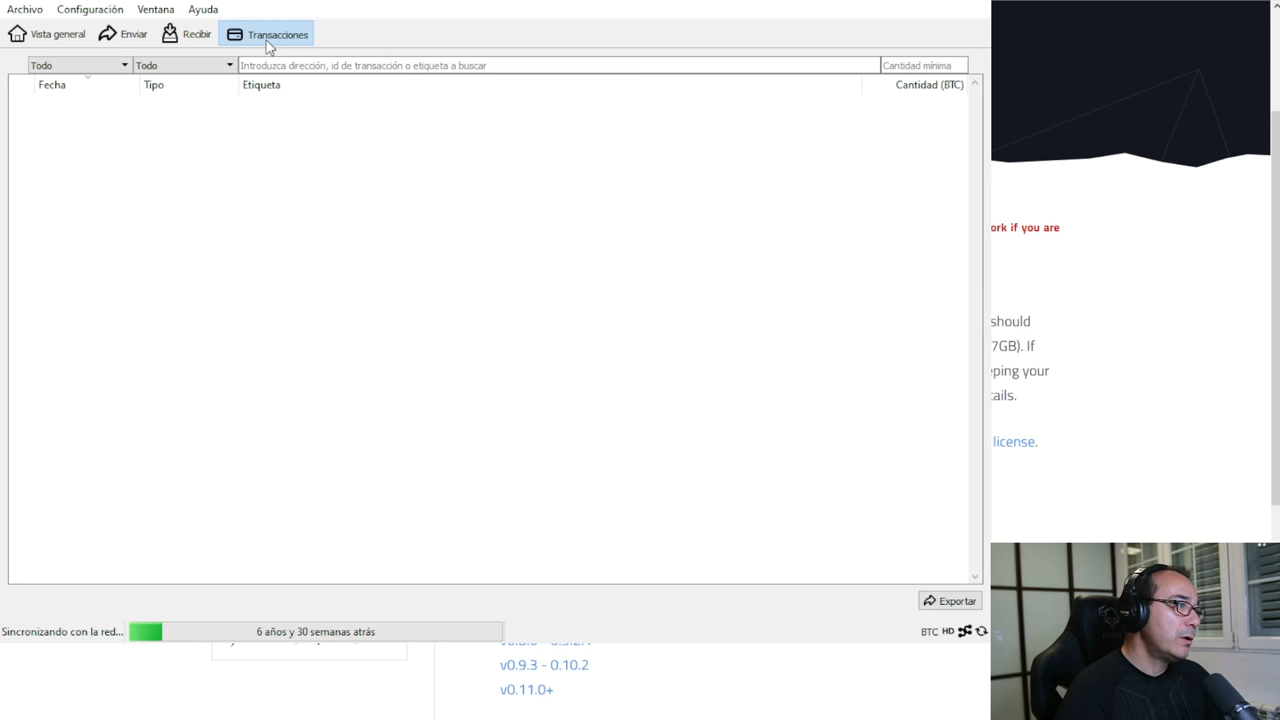 Archivo Configuración Ventana Ayuda
Vista general Enviar Recibir Transacciones
Todo Todo Introduzca dirección, id de transacción o etiqueta a buscar Cantidad mínima
Fecha Tipo Etiqueta Cantidad (BTC)
ork if you are
should
7GB). If
eping your
tails.
license.
Exportar
Sincronizando con la red... 6 años y 30 semanas atrás BTC HD
v0.9.3 - 0.10.2
v0.11.0+